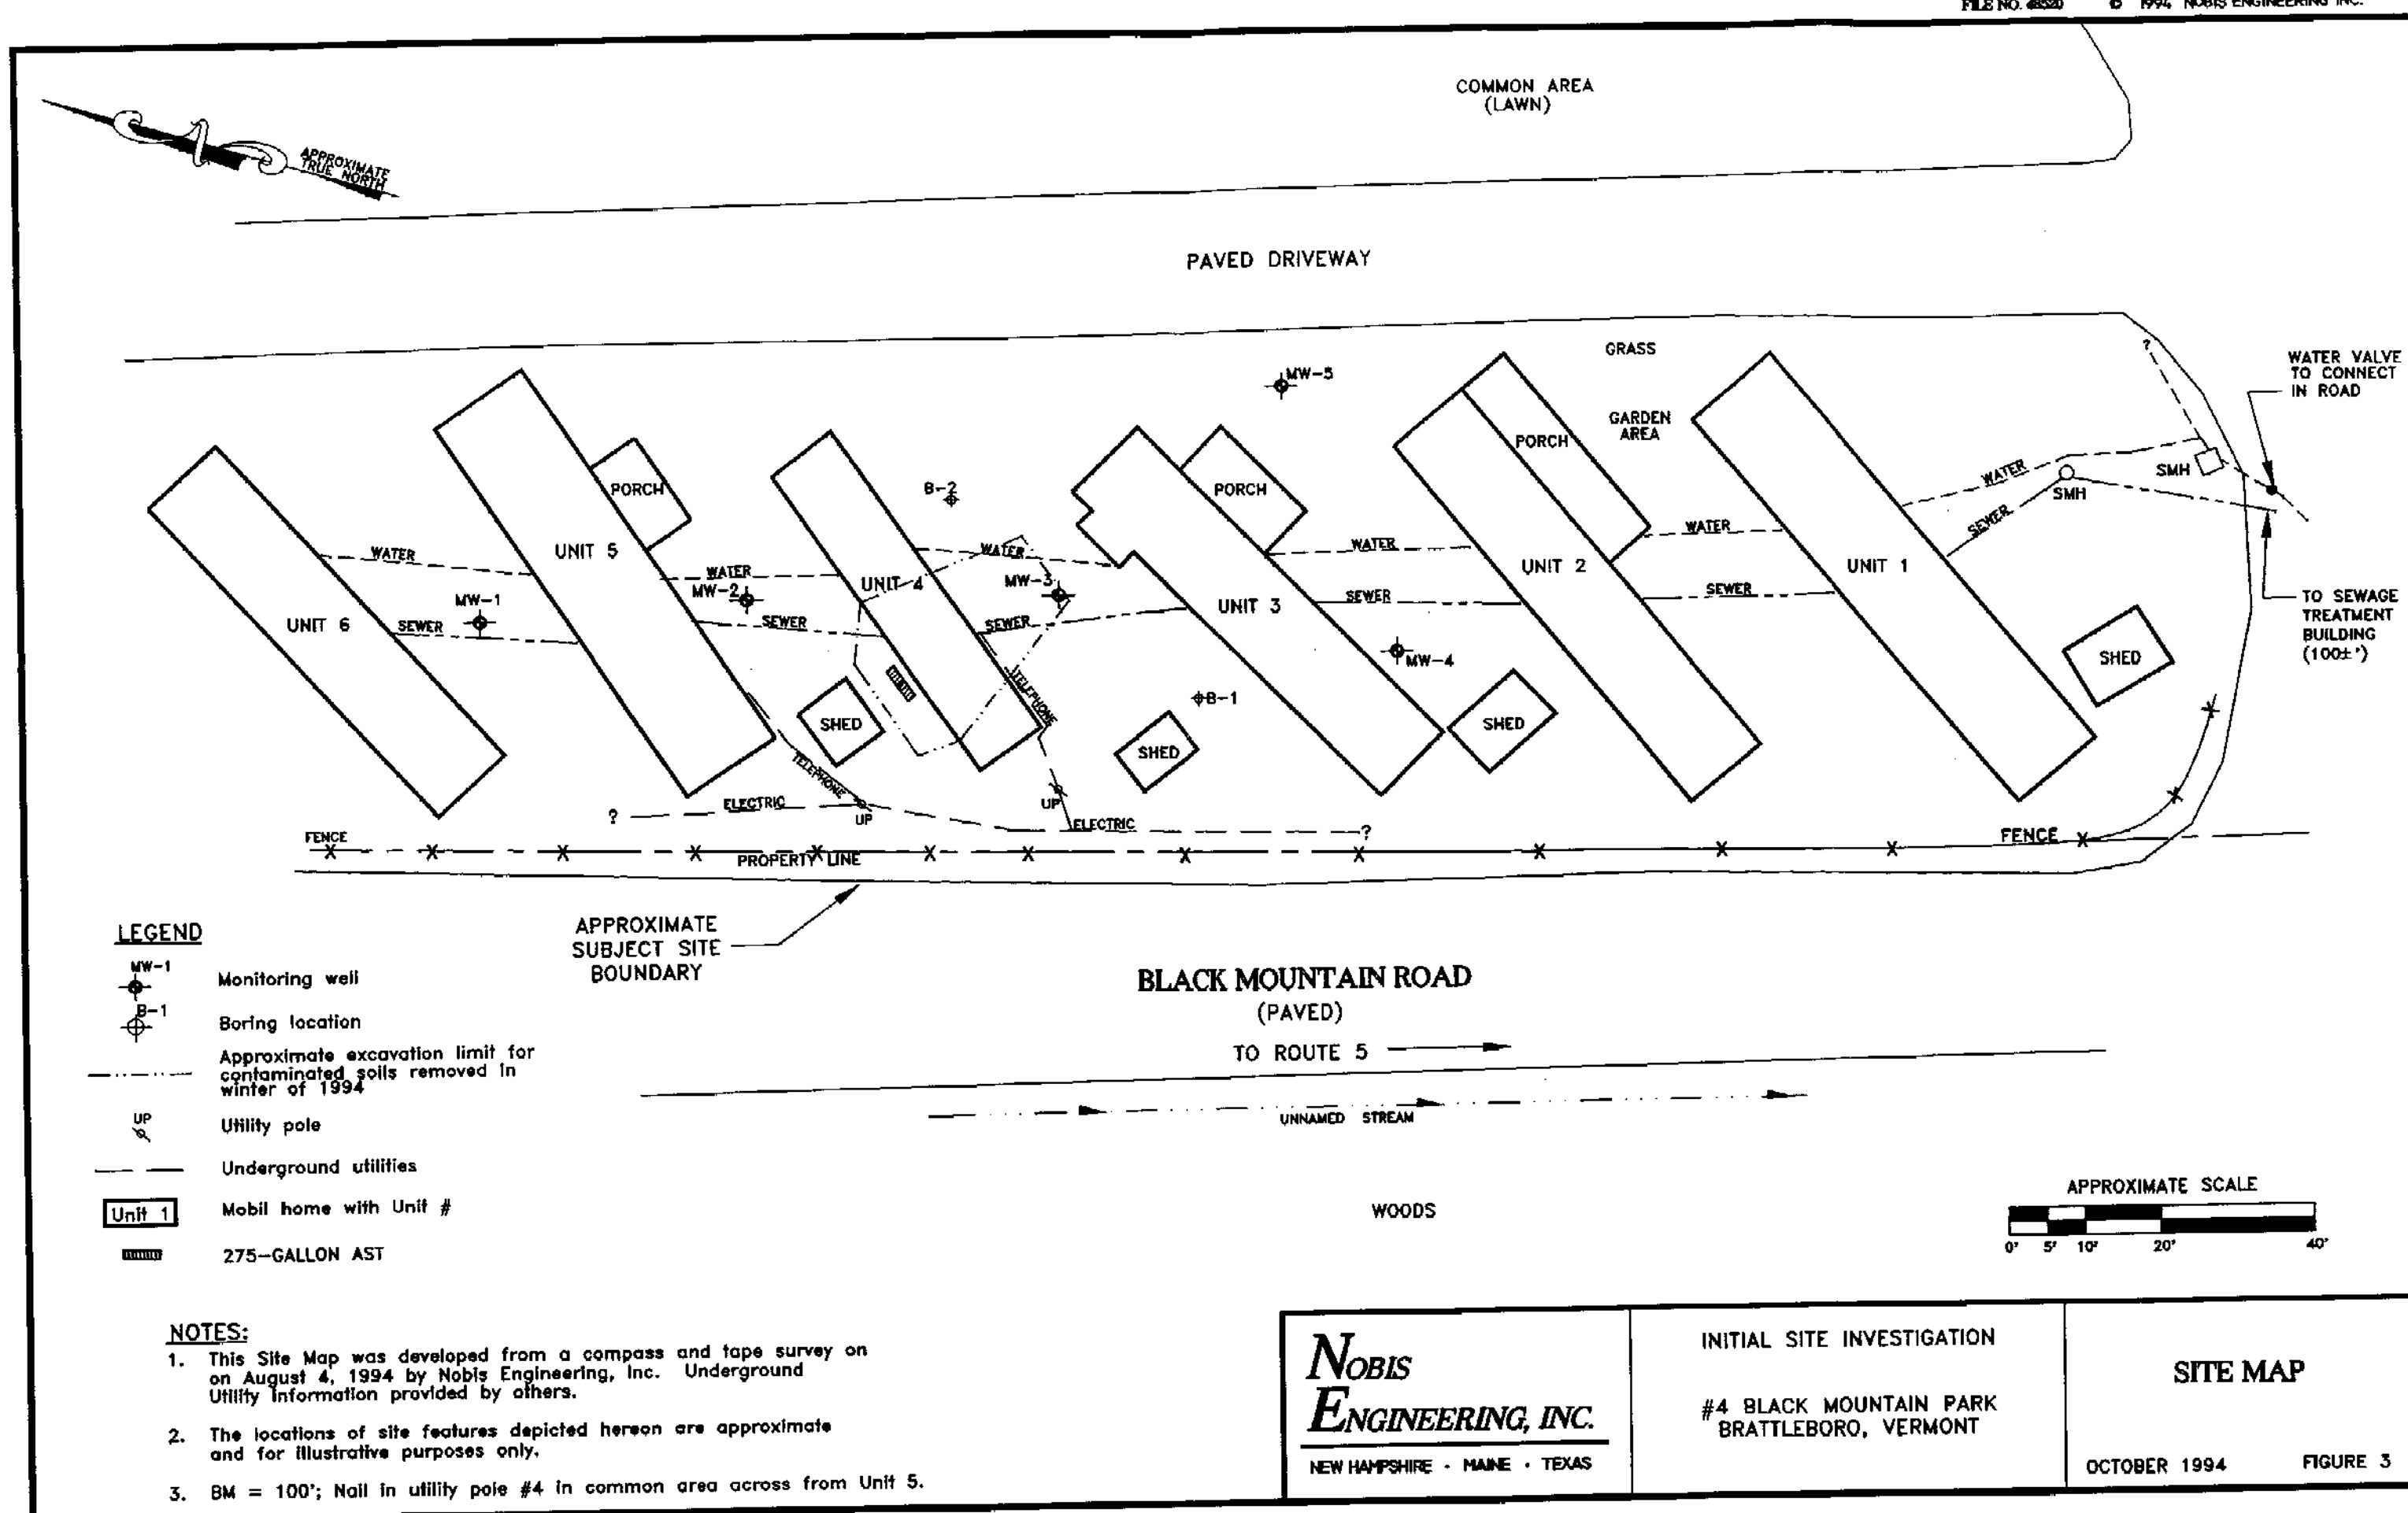 FILE NO. 48520 © 1994 NOBIS ENGINEERING INC.
COMMON AREA
(LAWN)
APPROXIMATE
TRUE NORTH
PAVED DRIVEWAY
GRASS
GARDEN
AREA
WATER VALVE
TO CONNECT
IN ROAD
?
MW-5
PORCH
PORCH
PORCH
B-2
WATER
SMH
SMH
SEWER
WATER
WATER
WATER
WATER
WATER
UNIT 6
UNIT 5
UNIT 4
UNIT 3
UNIT 2
UNIT 1
MW-1
MW-2
MW-3
MW-4
SEWER
SEWER
SEWER
SEWER
SEWER
TO SEWAGE
TREATMENT
BUILDING
(100±')
B-1
SHED
SHED
SHED
SHED
TELEPHONE
TELEPHONE
? ELECTRIC
UP
UP
ELECTRIC ?
FENCE
PROPERTY LINE
FENCE
APPROXIMATE
SUBJECT SITE
BOUNDARY
BLACK MOUNTAIN ROAD
(PAVED)
TO ROUTE 5
UNNAMED STREAM
WOODS
LEGEND
MW-1
Monitoring well
B-1
Boring location
Approximate excavation limit for
contaminated soils removed in
winter of 1994
UP
Utility pole
Underground utilities
Unit 1
Mobil home with Unit #
275-GALLON AST
APPROXIMATE SCALE
0' 5' 10' 20' 40'
NOTES:
1. This Site Map was developed from a compass and tape survey on
on August 4, 1994 by Nobis Engineering, Inc. Underground
Utility Information provided by others.
2. The locations of site features depicted hereon are approximate
and for illustrative purposes only.
3. BM = 100'; Nail in utility pole #4 in common area across from Unit 5.
NOBIS
ENGINEERING, INC.
NEW HAMPSHIRE · MAINE · TEXAS
INITIAL SITE INVESTIGATION
#4 BLACK MOUNTAIN PARK
BRATTLEBORO, VERMONT
SITE MAP
OCTOBER 1994 FIGURE 3